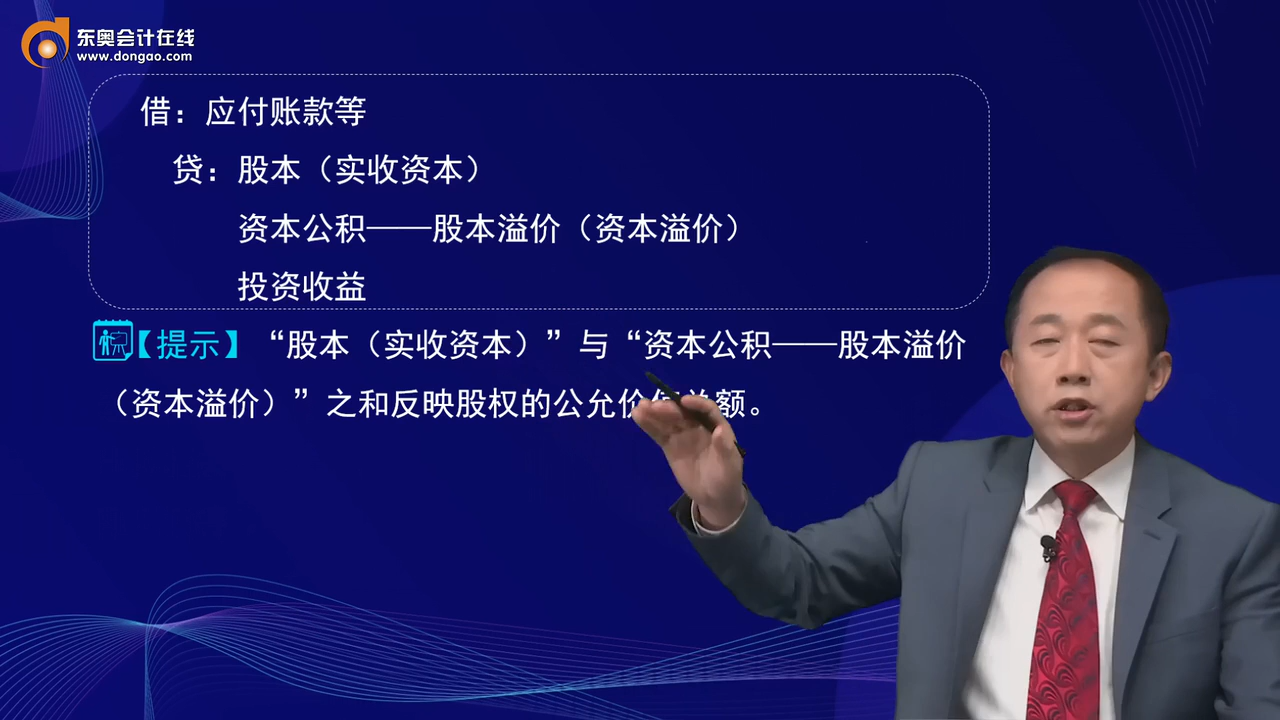 东奥会计在线
www.dongao.com
借：应付账款等
贷：股本（实收资本）
资本公积——股本溢价（资本溢价）
投资收益
【提示】“股本（实收资本）”与“资本公积——股本溢价
（资本溢价）”之和反映股权的公允价值总额。